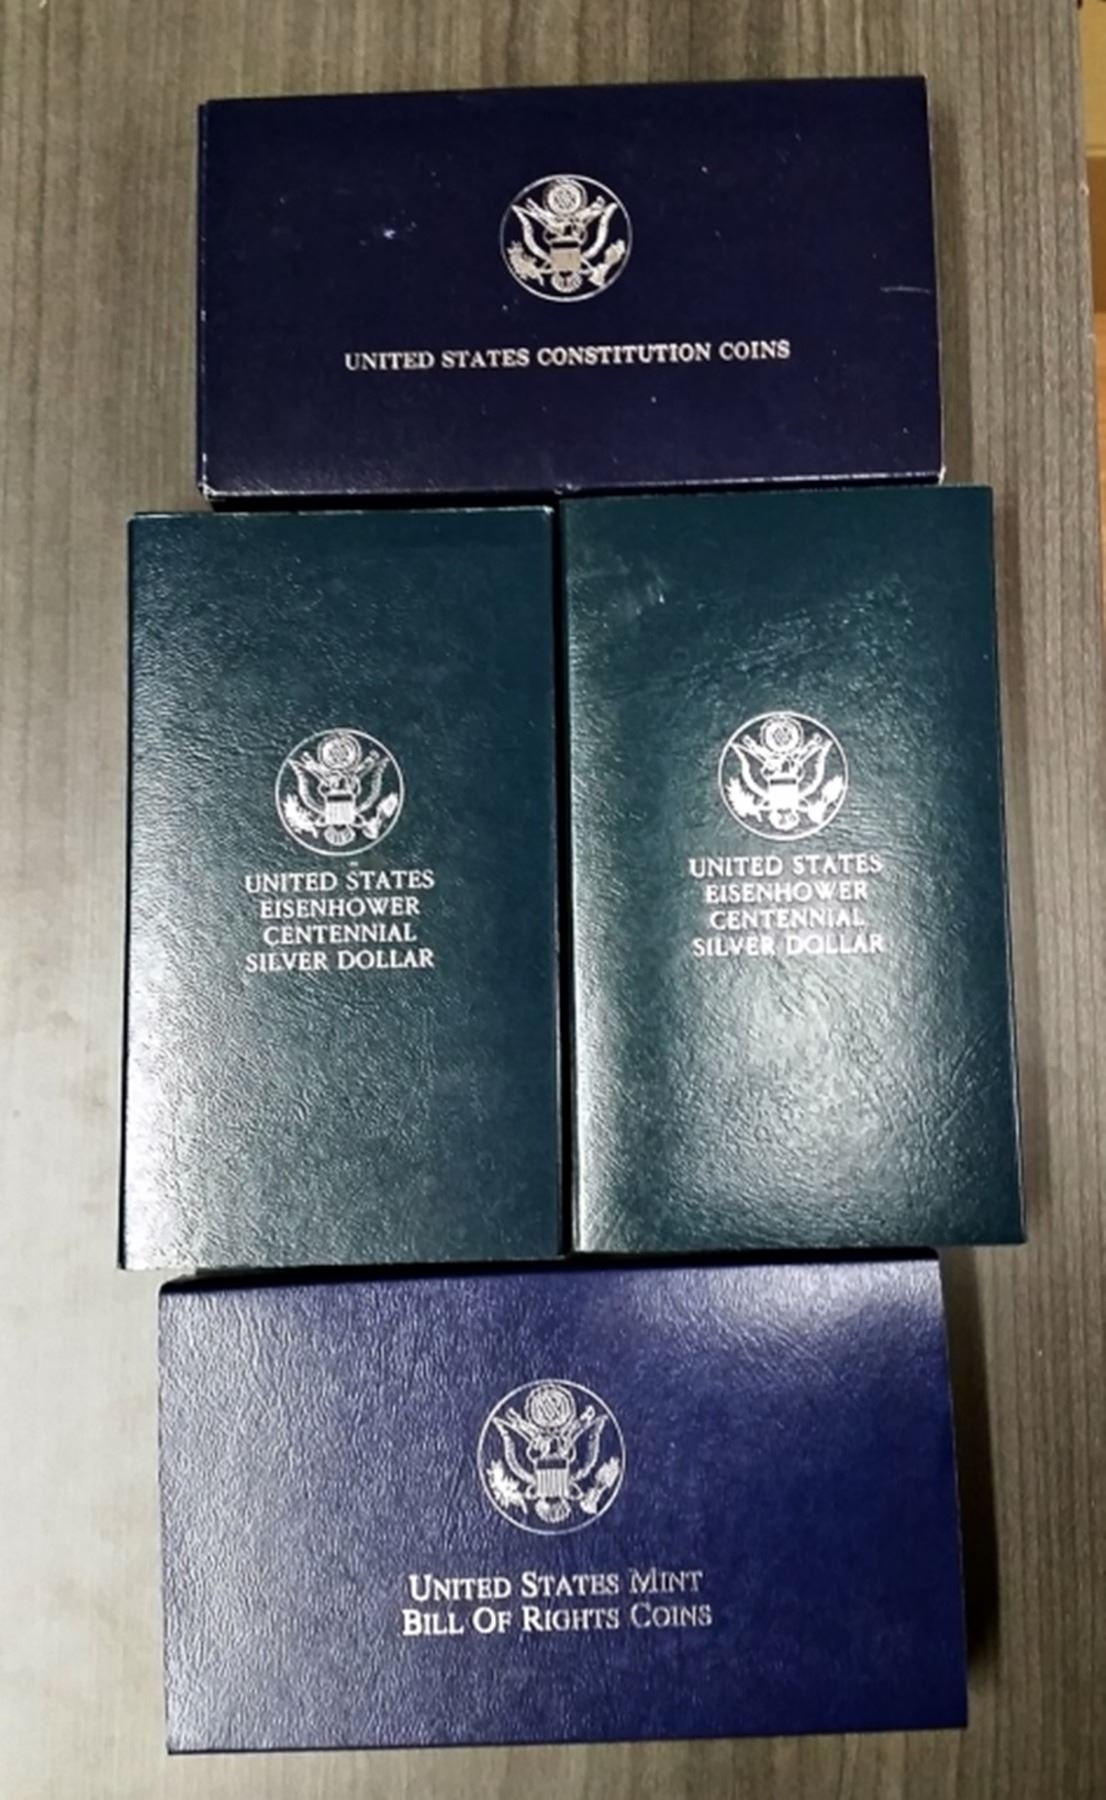 UNITED STATES CONSTITUTION COINS
UNITED STATES
EISENHOWER
CENTENNIAL
SILVER DOLLAR
UNITED STATES
EISENHOWER
CENTENNIAL
SILVER DOLLAR
UNITED STATES MINT
BILL OF RIGHTS COINS